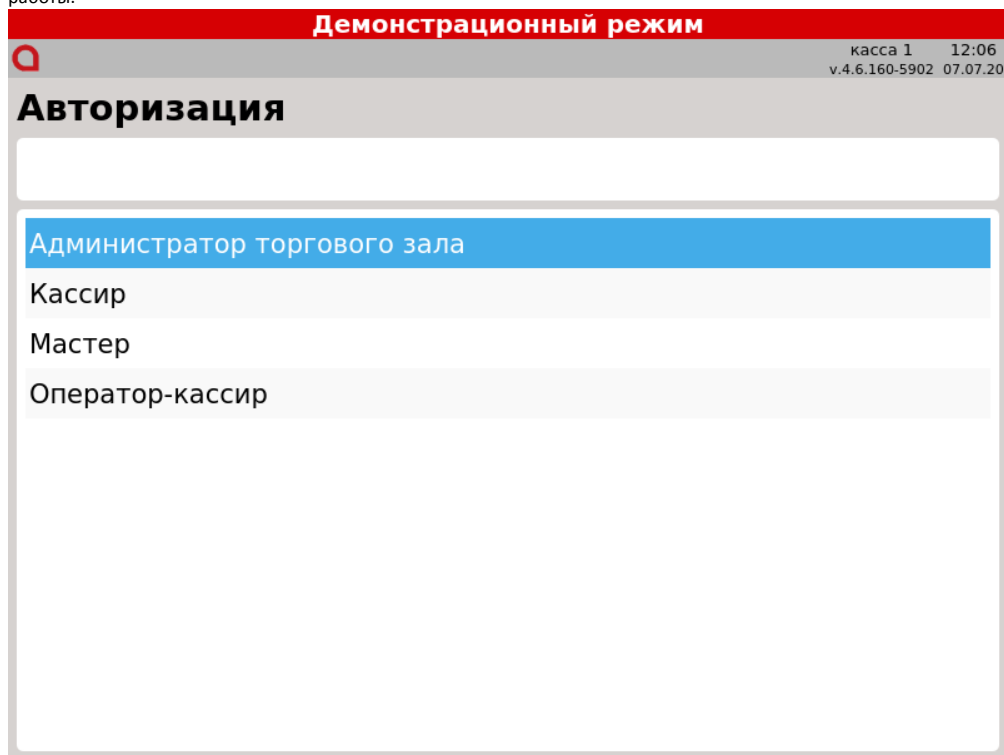 работы.
Демонстрационный режим
касса 1 12:06
v.4.6.160-5902 07.07.20
Авторизация
Администратор торгового зала
Кассир
Мастер
Оператор-кассир